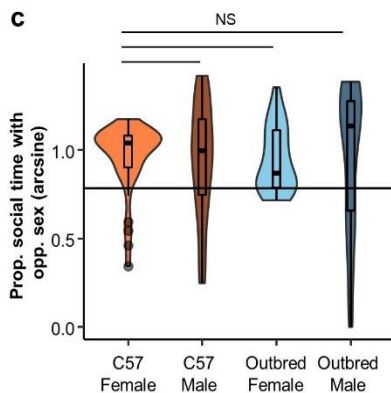 c
NS
Prop. social time with
opp. sex (arcsine)
1.0
0.5
0.0
C57
Female
C57
Male
Outbred
Female
Outbred
Male